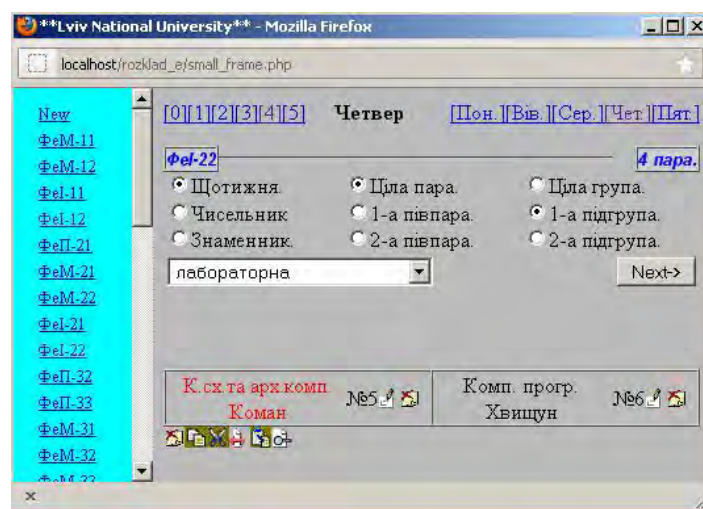 **Lviv National University** - Mozilla Firefox
localhost/rozklad_e/small_frame.php
New
ФеМ-11
ФеМ-12
ФеІ-11
ФеІ-12
ФеП-21
ФеМ-21
ФеМ-22
ФеІ-21
ФеІ-22
ФеП-32
ФеП-33
ФеМ-31
ФеМ-32
ФеМ-33
[0][1][2][3][4][5] Четвер [Пон.][Вів.][Сер.][Чет.][Пят.]
ФеІ-22 4 пара.
Щотижня. Ціла пара. Ціла група.
Чисельник 1-а півпара. 1-а підгрупа.
Знаменник. 2-а півпара. 2-а підгрупа.
лабораторна Next->
К.сх.та арх.комп. Комп. прогр.
Коман №5 Хвищун №6